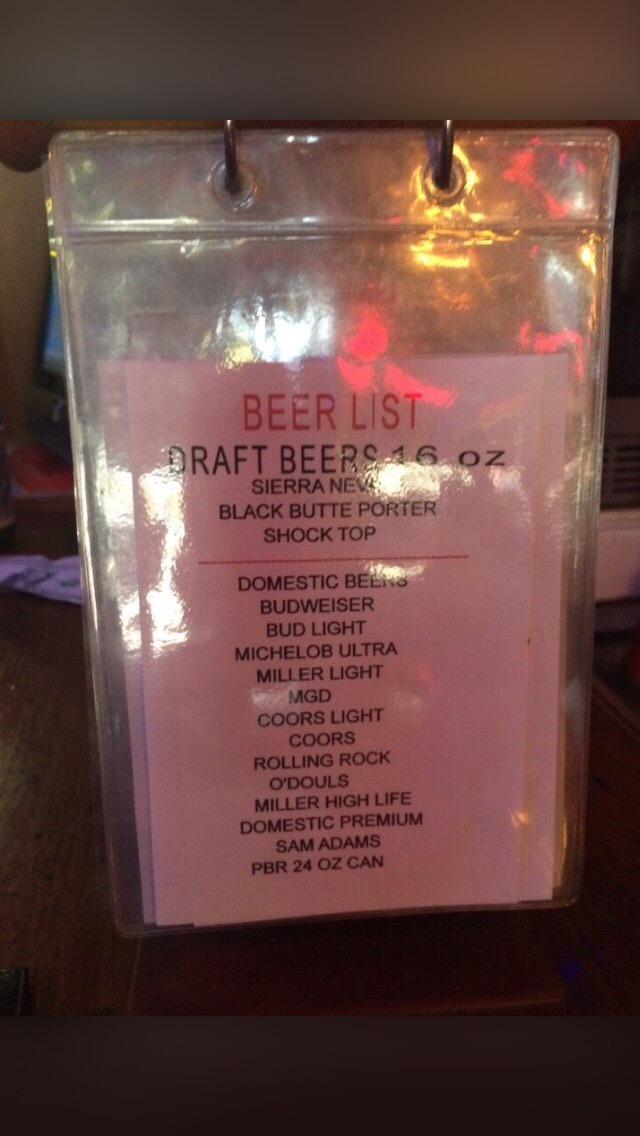 BEER LIST
DRAFT BEERS 16 OZ
SIERRA
BLACK BUTTE PORTER
SHOCK TOP
DOMESTIC BEERS
BUDWEISER
BUD LIGHT
MICHELOB ULTRA
MILLER LIGHT
MGD
COORS LIGHT
COORS
ROLLING ROCK
O'DOULS
MILLER HIGH LIFE
DOMESTIC PREMIUM
SAM ADAMS
PBR 24 OZ CAN